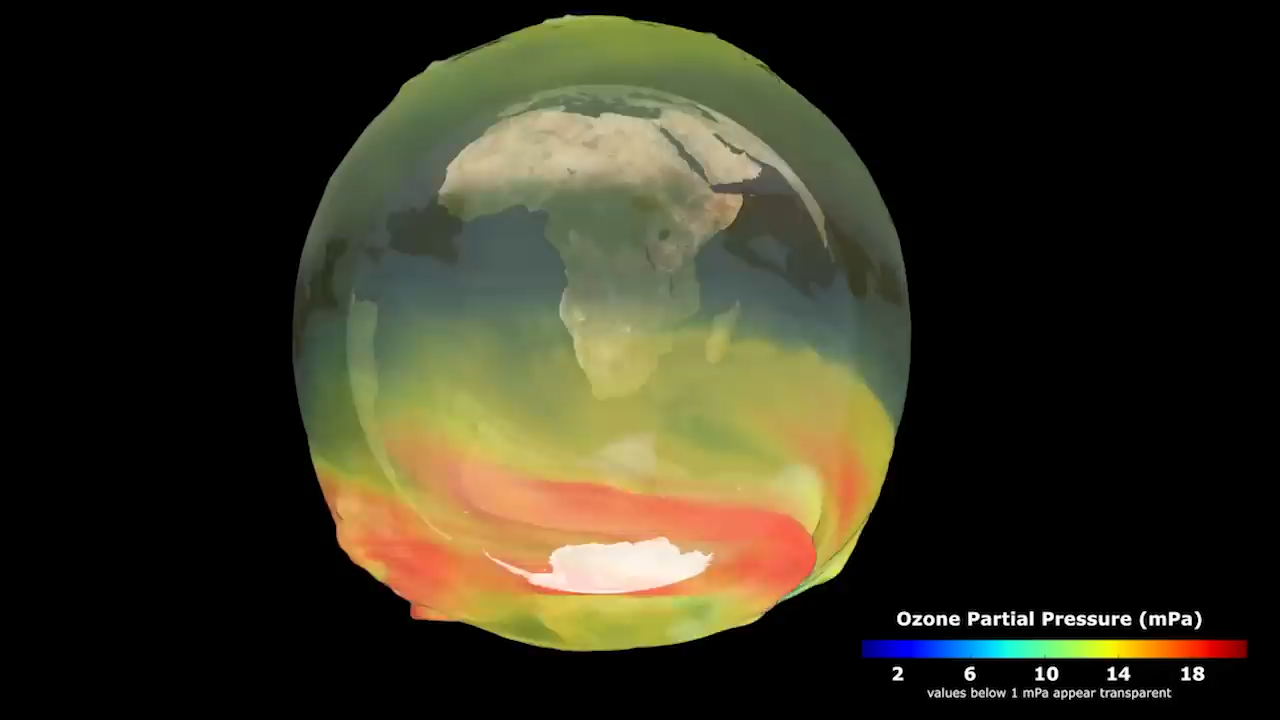 Ozone Partial Pressure (mPa)
2 6 10 14 18
values below 1 mPa appear transparent